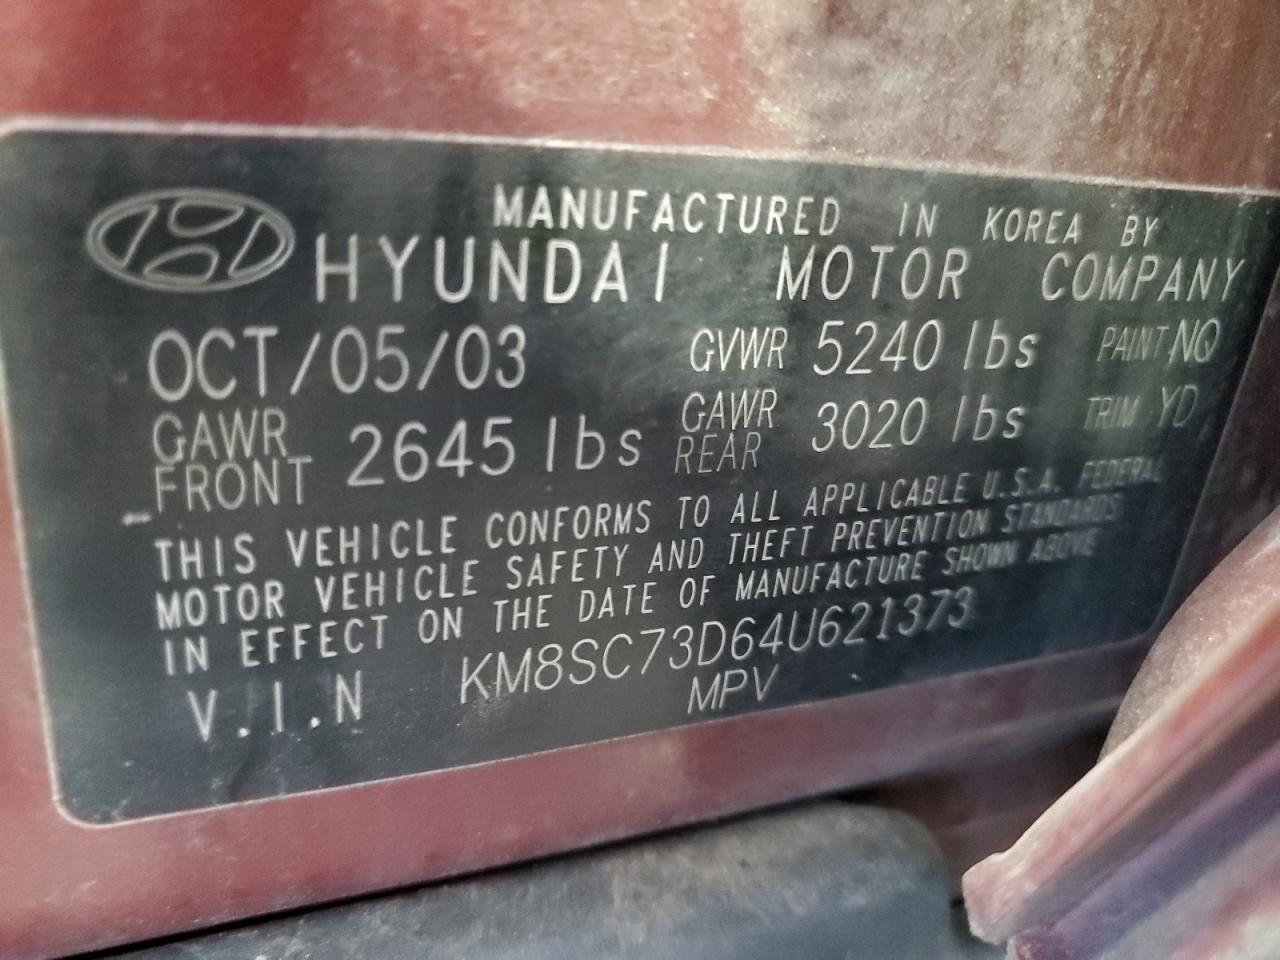 MANUFACTURED IN KOREA BY
HYUNDAI MOTOR COMPANY
OCT/05/03 GVWR 5240 lbs PAINT NQ
GAWR FRONT 2645 lbs GAWR REAR 3020 lbs TRIM YD
THIS VEHICLE CONFORMS TO ALL APPLICABLE U.S.A. FEDERAL
MOTOR VEHICLE SAFETY AND THEFT PREVENTION STANDARDS
IN EFFECT ON THE DATE OF MANUFACTURE SHOWN ABOVE
V.I.N KM8SC73D64U621373
MPV